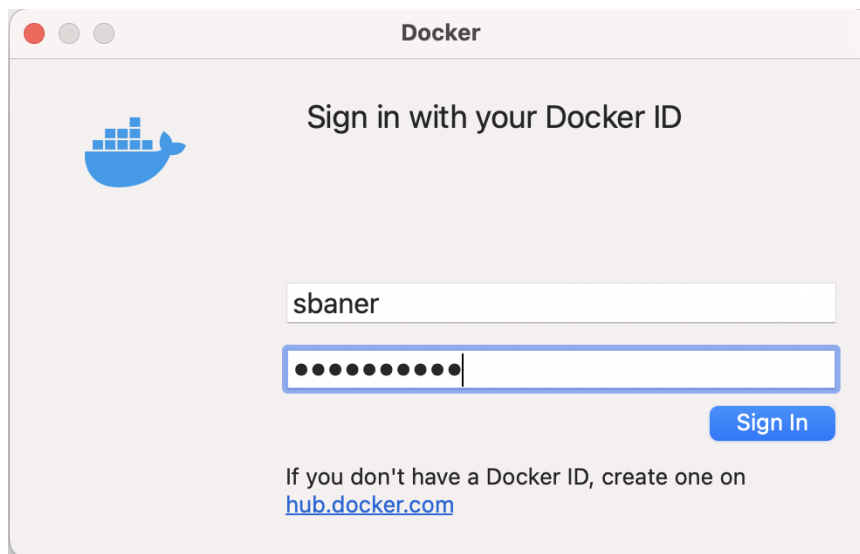 Docker
Sign in with your Docker ID
sbaner
••••••••••
Sign In
If you don't have a Docker ID, create one on
hub.docker.com